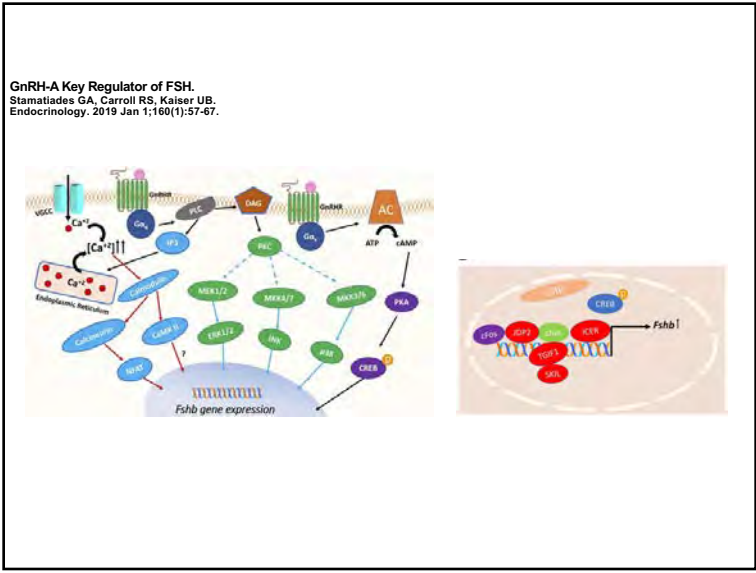 GnRH-A Key Regulator of FSH.
Stamatiades GA, Carroll RS, Kaiser UB.
Endocrinology. 2019 Jan 1;160(1):57-67.
VGCC
Ca+2
[Ca+2]↑↑
Ca+2
Endoplasmic Reticulum
GnRHR
Gαq
PLC
IP3
DAG
GnRHR
Gαs
AC
ATP
cAMP
PKC
Calmodulin
Calcineurin
CaMK II
NFAT
?
MEK1/2
MKK4/7
MKK3/6
ERK1/2
JNK
p38
PKA
P
CREB
Fshb gene expression
P
CREB
cFos
JDP2
cJun
ICER
TGIF1
SKIL
Fshb↑